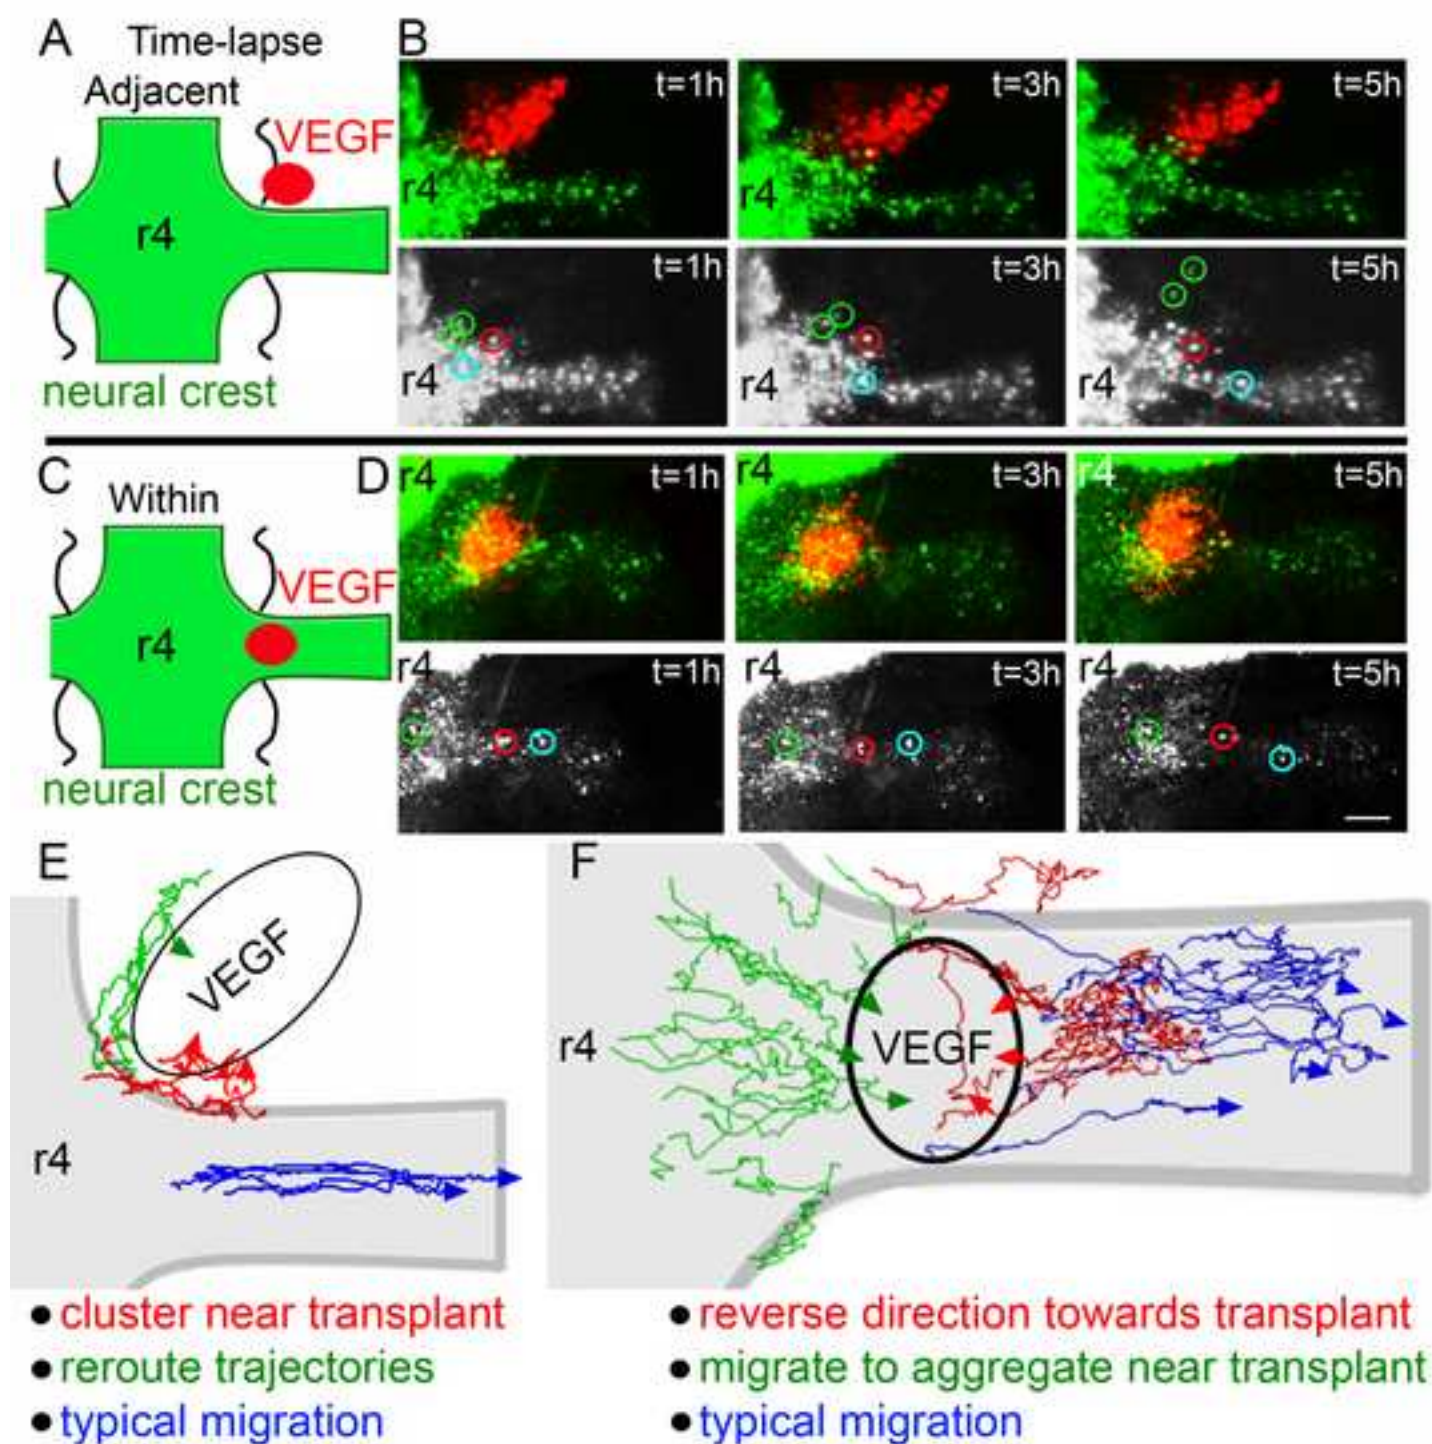 A
Time-lapse
Adjacent
VEGF
r4
neural crest
B
t=1h
t=3h
t=5h
r4
r4
r4
t=1h
t=3h
t=5h
r4
r4
r4
C
Within
VEGF
r4
neural crest
D
r4
t=1h
r4
t=3h
r4
t=5h
r4
t=1h
r4
t=3h
r4
t=5h
E
VEGF
r4
F
r4
VEGF
● cluster near transplant
● reroute trajectories
● typical migration
● reverse direction towards transplant
● migrate to aggregate near transplant
● typical migration